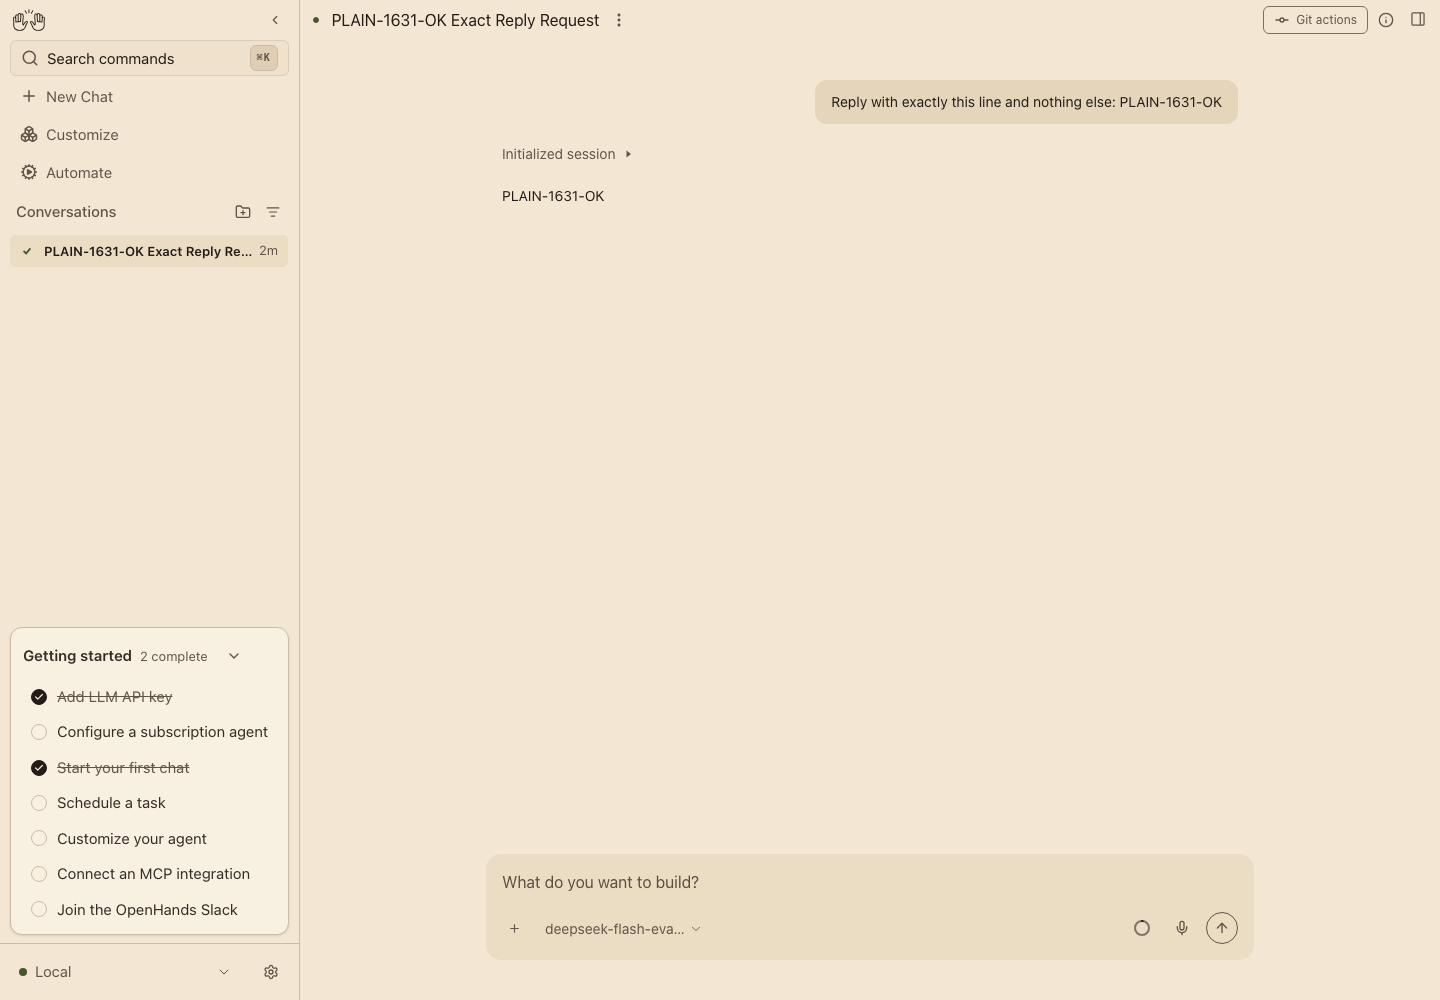 Search commands
⌘K
New Chat
Customize
Automate
Conversations
PLAIN-1631-OK Exact Reply Re... 2m
Getting started 2 complete
Add LLM API key
Configure a subscription agent
Start your first chat
Schedule a task
Customize your agent
Connect an MCP integration
Join the OpenHands Slack
Local
PLAIN-1631-OK Exact Reply Request
Git actions
Reply with exactly this line and nothing else: PLAIN-1631-OK
Initialized session
PLAIN-1631-OK
What do you want to build?
deepseek-flash-eva...